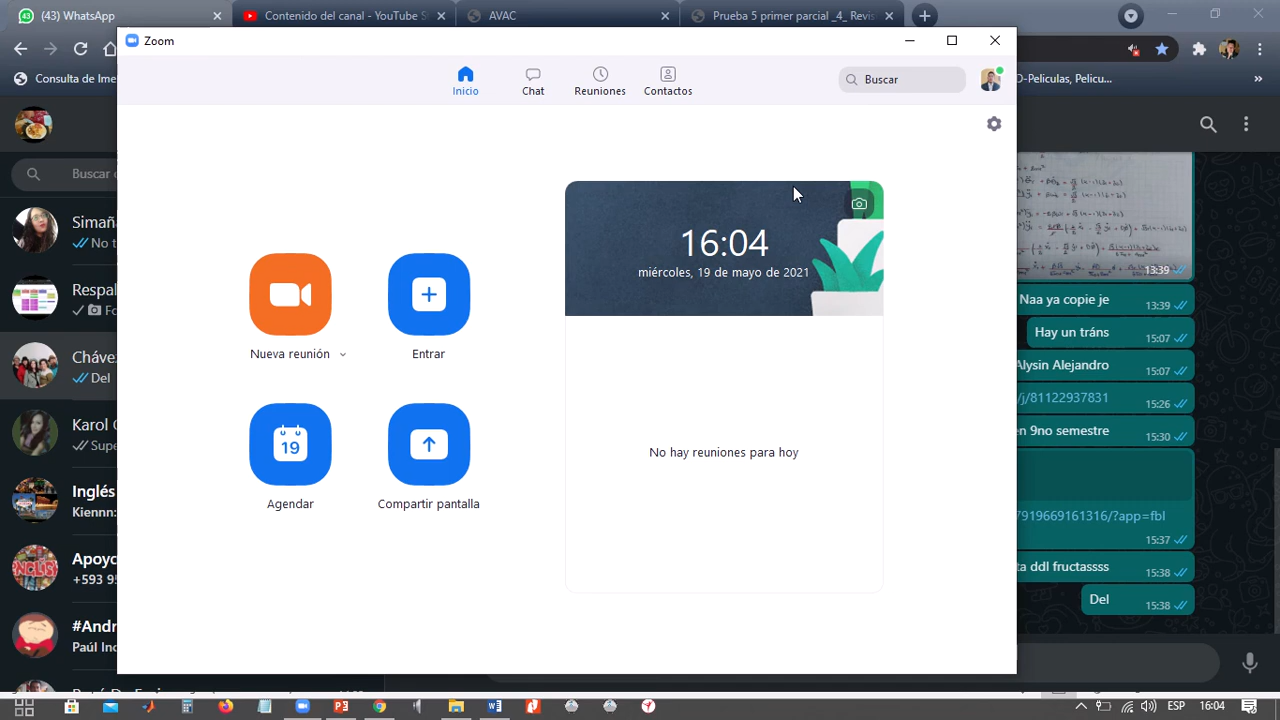 (43) WhatsApp
Contenido del canal - YouTube S
AVAC
Prueba 5 primer parcial _4_ Revis
Zoom
Consulta de Ime
D-Peliculas, Pelicu...
Inicio
Chat
Reuniones
Contactos
Buscar
16:04
miércoles, 19 de mayo de 2021
Nueva reunión
Entrar
19
Agendar
Compartir pantalla
No hay reuniones para hoy
Buscar
Simañ
No t
Respal
Fo
Cháve
Del
Karol C
Supe
Inglés
Kiennn:
Apoyo
+593 9
#Andr
Paúl Inc
13:39
Naa ya copie je
13:39
Hay un tráns
15:07
Alysin Alejandro
15:07
/j/81122937831
15:26
en 9no semestre
15:30
7919669161316/?app=fbl
15:37
ta ddl fructassss
15:38
Del
15:38
ESP
16:04